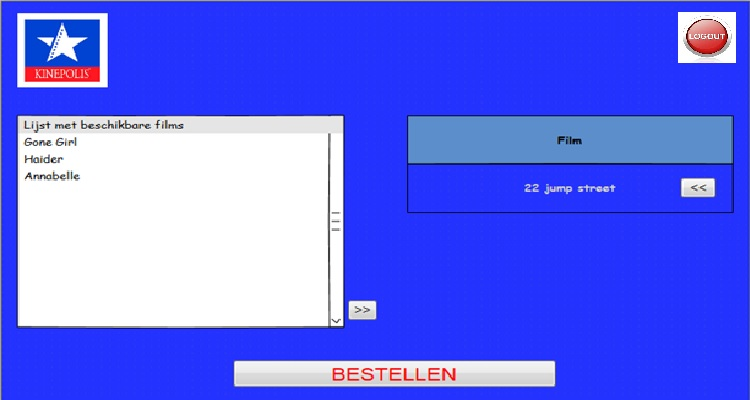 KINEPOLIS
LOGOUT
Lijst met beschikbare films
Gone Girl
Haider
Annabelle
Film
22 jump street
<<
>>
BESTELLEN